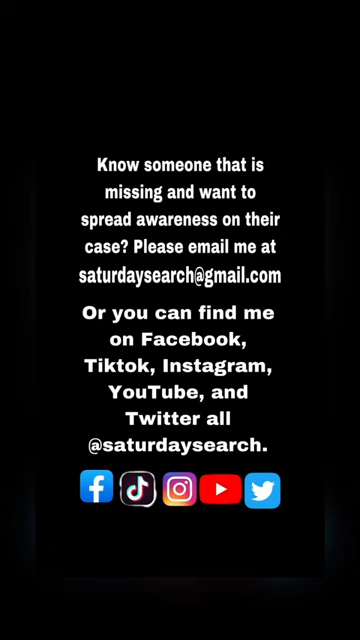 Know someone that is
missing and want to
spread awareness on their
case? Please email me at
saturdaysearch@gmail.com
Or you can find me
on Facebook,
Tiktok, Instagram,
YouTube, and
Twitter all
@saturdaysearch.